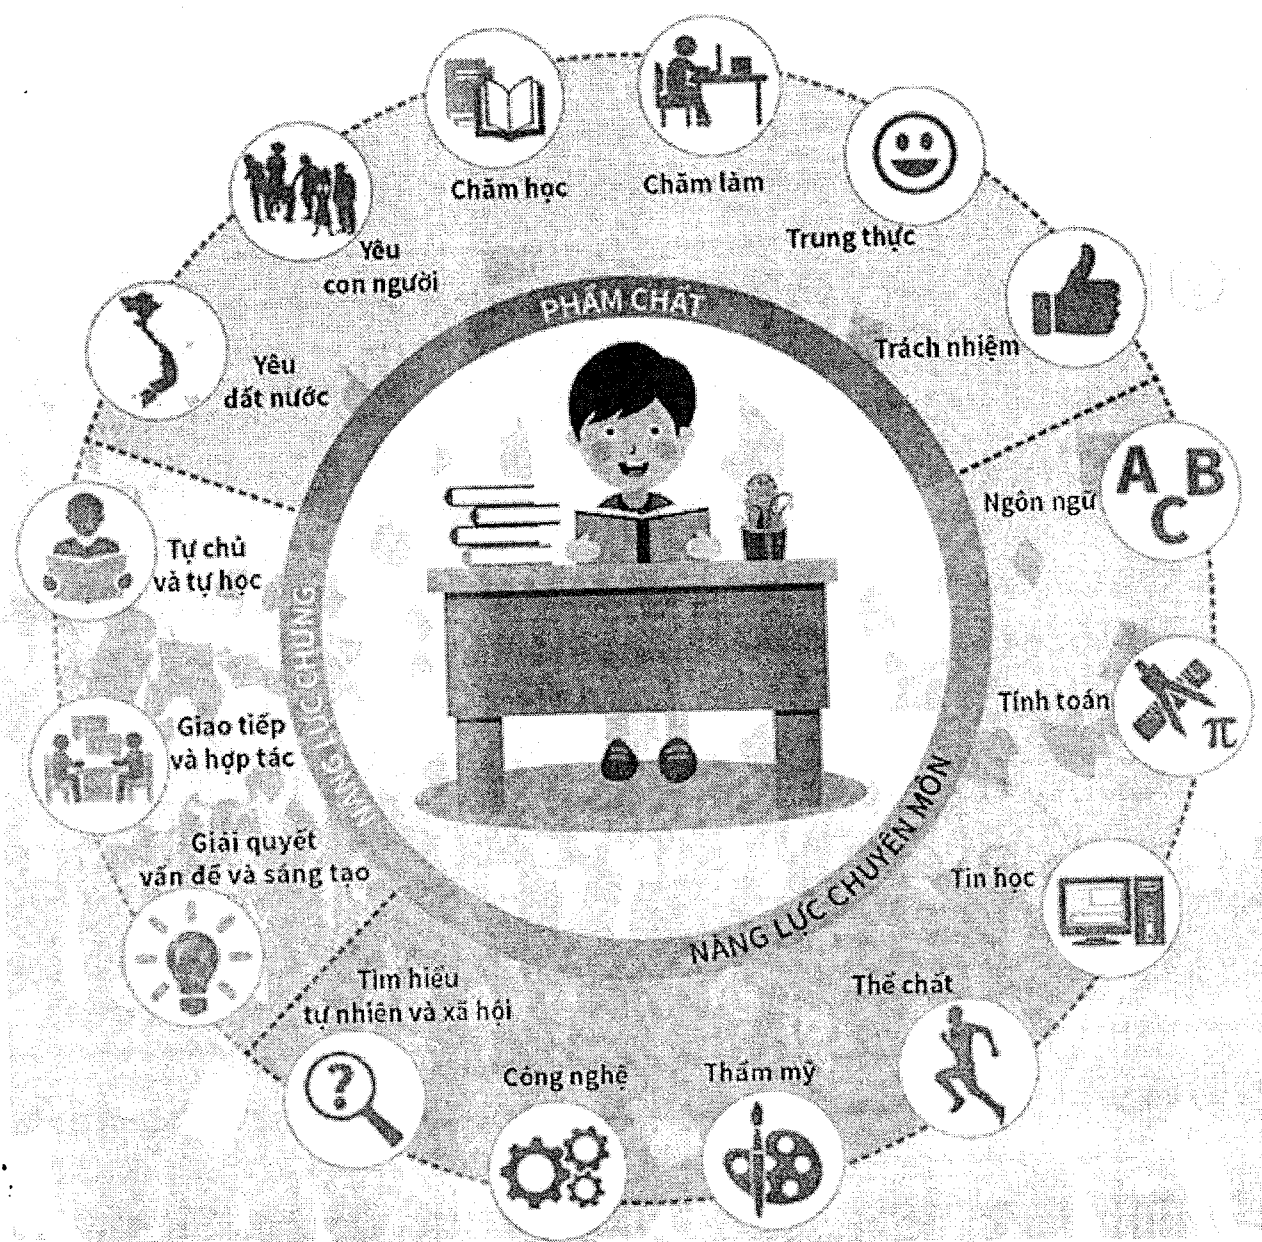 PHẨM CHẤT
Yêu
đất nước
Yêu
con người
Chăm học
Chăm làm
Trung thực
Trách nhiệm
NĂNG LỰC CHUNG
Tự chủ
và tự học
Giao tiếp
và hợp tác
Giải quyết
vấn đề và sáng tạo
NĂNG LỰC CHUYÊN MÔN
Ngôn ngữ
A B
C
Tính toán
π
Tin học
Thể chất
Thẩm mỹ
Công nghệ
Tìm hiểu
tự nhiên và xã hội
?